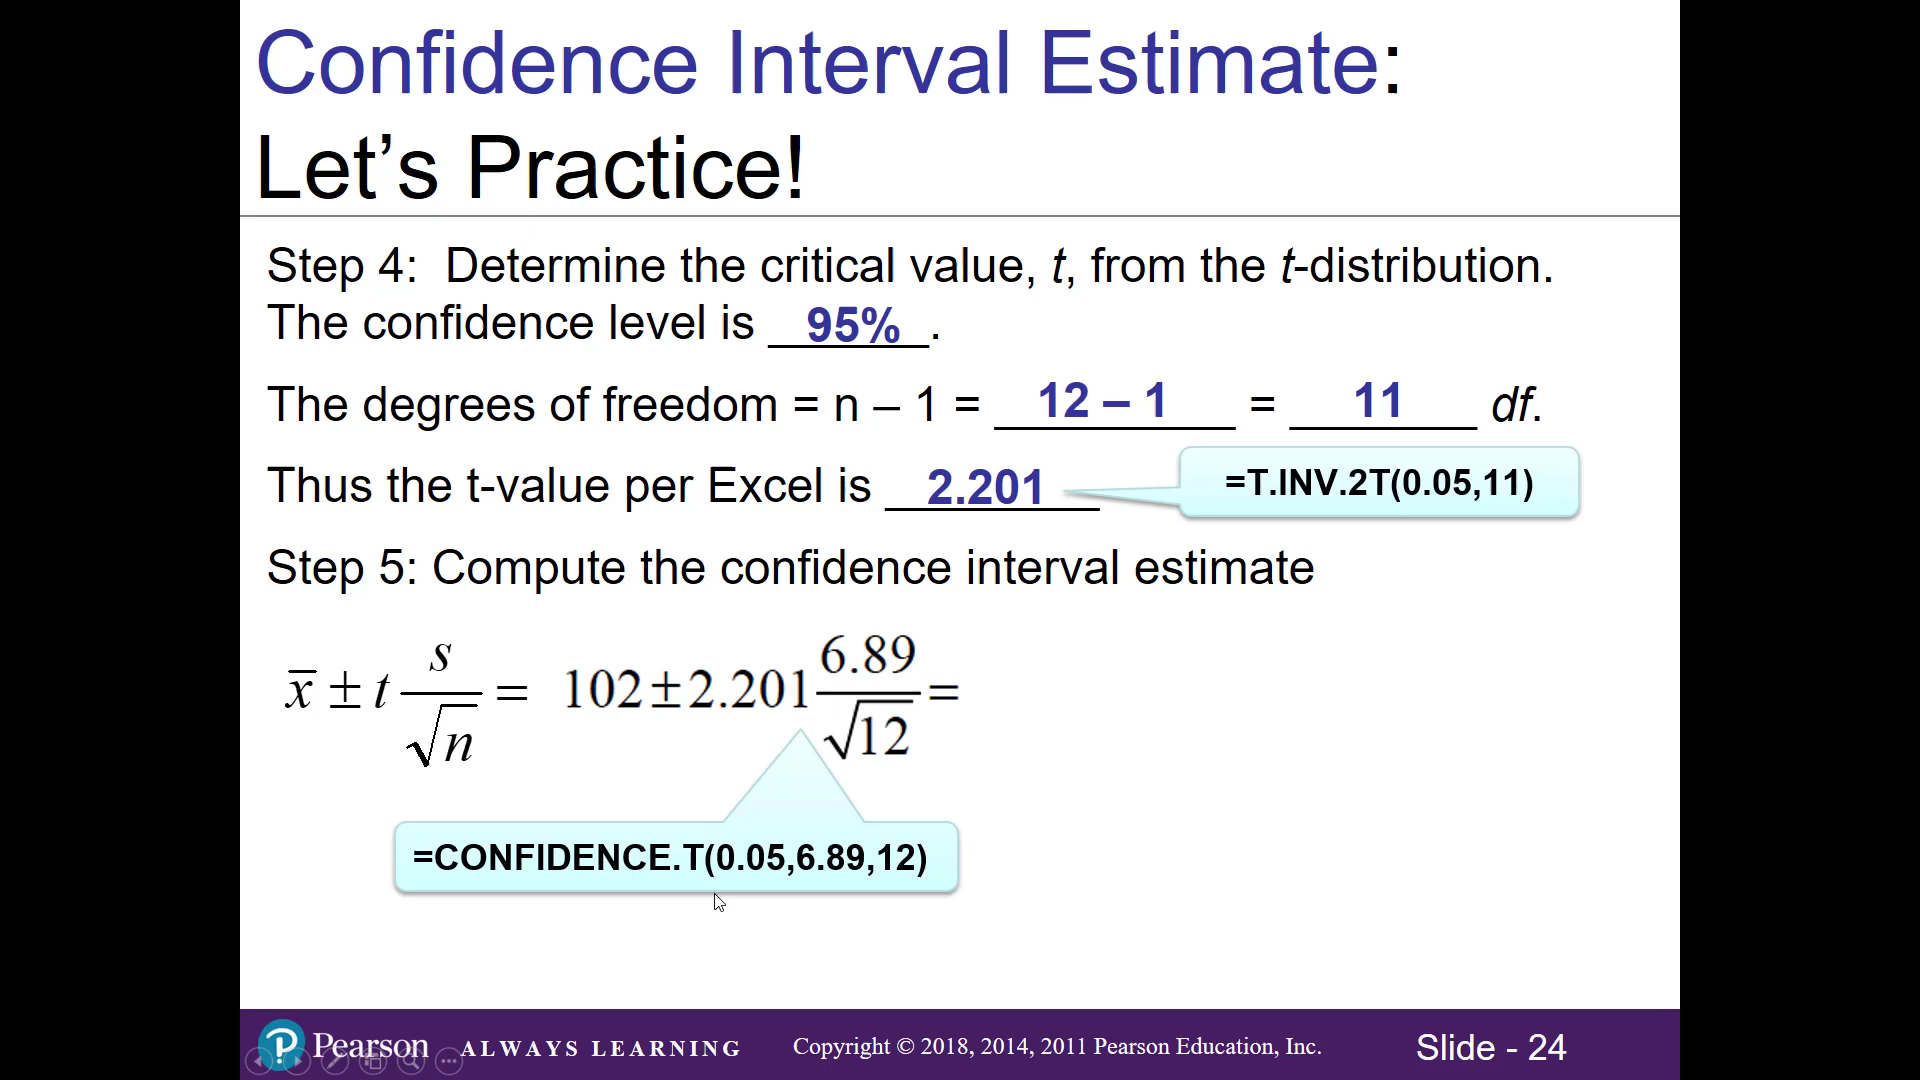 Confidence Interval Estimate:
Let’s Practice!
Step 4: Determine the critical value, t, from the t-distribution.
The confidence level is 95%.
The degrees of freedom = n – 1 = 12 – 1 = 11 df.
Thus the t-value per Excel is 2.201
=T.INV.2T(0.05,11)
Step 5: Compute the confidence interval estimate
x̅ ± t s/√n = 102 ± 2.201 6.89/√12 =
=CONFIDENCE.T(0.05,6.89,12)
P Pearson ALWAYS LEARNING Copyright © 2018, 2014, 2011 Pearson Education, Inc. Slide - 24